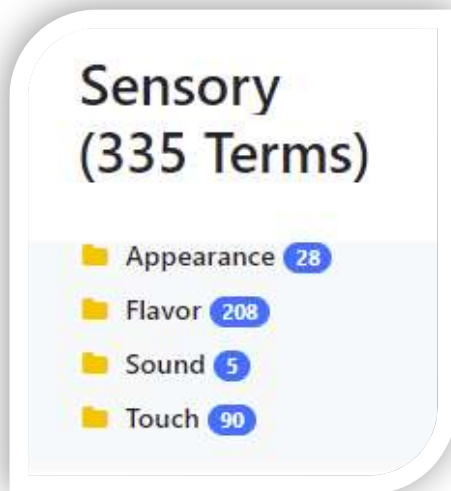 Sensory
(335 Terms)
Appearance 28
Flavor 208
Sound 5
Touch 90